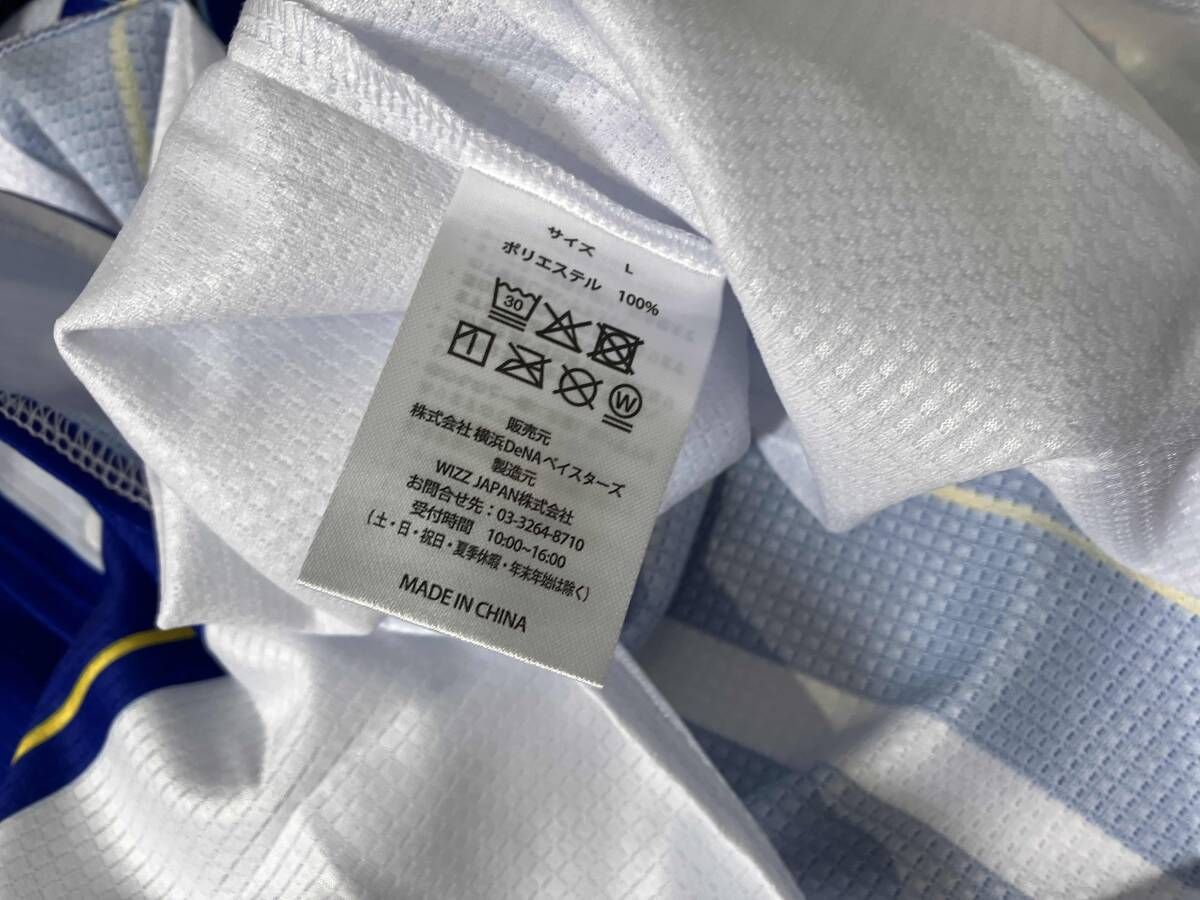 サイズ L
ポリエステル 100%
30
W
販売元
株式会社 横浜DeNAベイスターズ
製造元
WIZZ JAPAN株式会社
お問合せ先：03-3264-8710
受付時間 10:00~16:00
(土・日・祝日・夏季休暇・年末年始は除く)
MADE IN CHINA